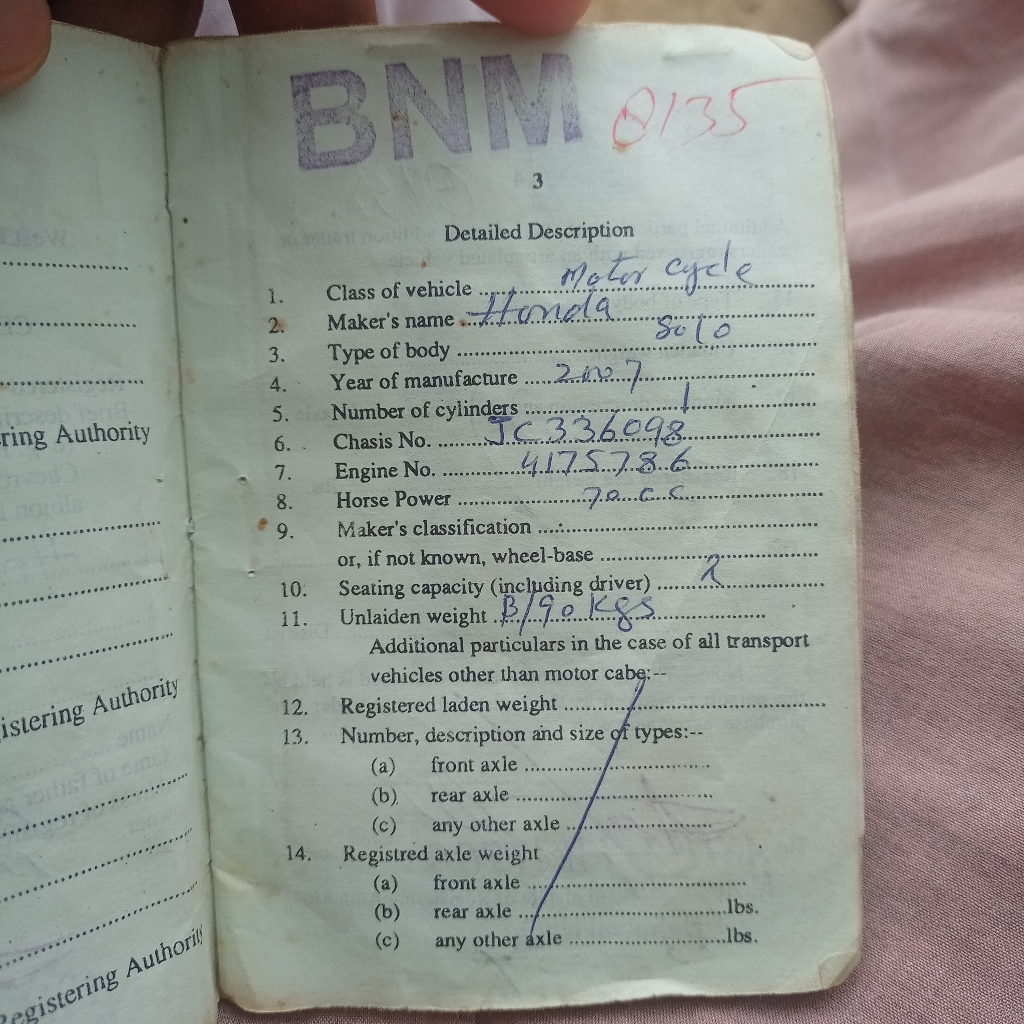 BNM 0135
3
Detailed Description
1. Class of vehicle Motor cycle
2. Maker's name Honda
3. Type of body Solo
4. Year of manufacture 2007
5. Number of cylinders 1
6. Chasis No. JC336098
7. Engine No. 4175786
8. Horse Power 70 cc
9. Maker's classification
or, if not known, wheel-base
10. Seating capacity (including driver) 2
11. Unlaiden weight B/90 Kgs
Additional particulars in the case of all transport
vehicles other than motor cabe:--
12. Registered laden weight
13. Number, description and size of types:--
(a) front axle
(b) rear axle
(c) any other axle
14. Registred axle weight
(a) front axle
(b) rear axle lbs.
(c) any other axle lbs.
ring Authority
istering Authority
Registering Authority